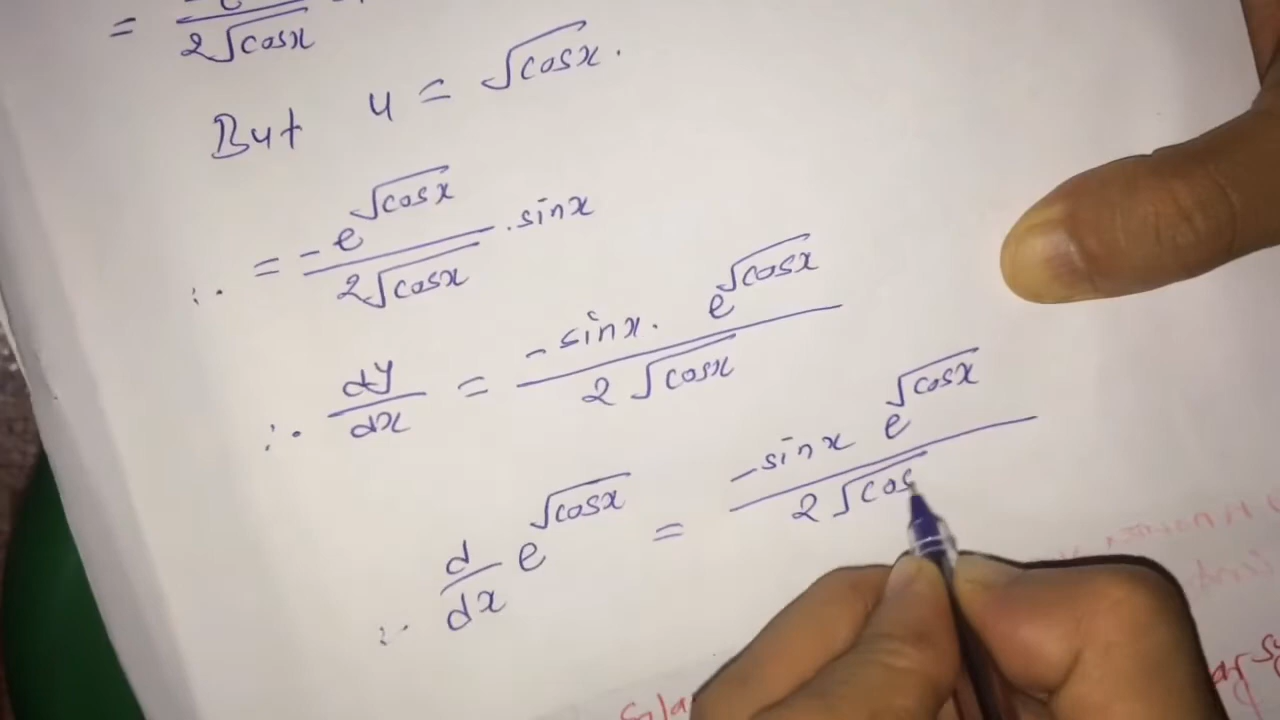 = -e / 2√cosx
But u = √cosx.
∴ = -e^√cosx / 2√cosx . sinx
∴ dy/dx = -sinx. e^√cosx / 2√cosx
∴ d/dx e^√cosx = -sinx e^√cosx / 2√cos